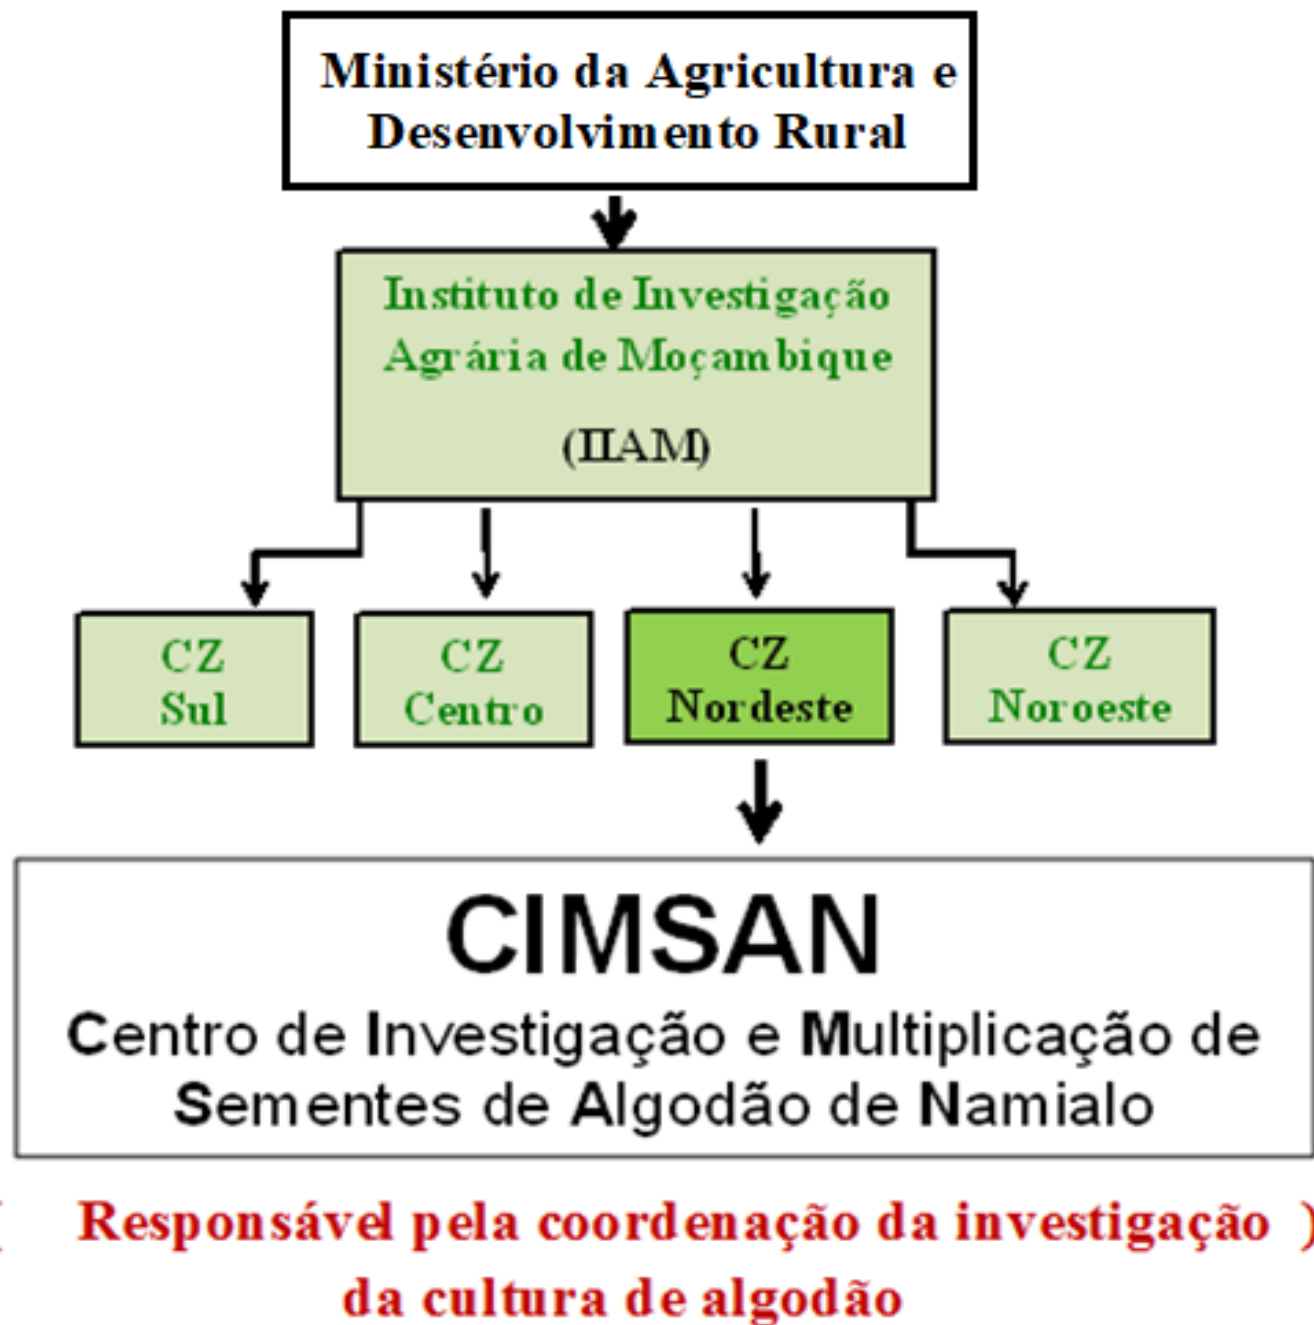 Ministério da Agricultura e
Desenvolvimento Rural
Instituto de Investigação
Agrária de Moçambique
(IIAM)
CZ
Sul
CZ
Centro
CZ
Nordeste
CZ
Noroeste
CIMSAN
Centro de Investigação e Multiplicação de
Sementes de Algodão de Namialo
( Responsável pela coordenação da investigação )
da cultura de algodão